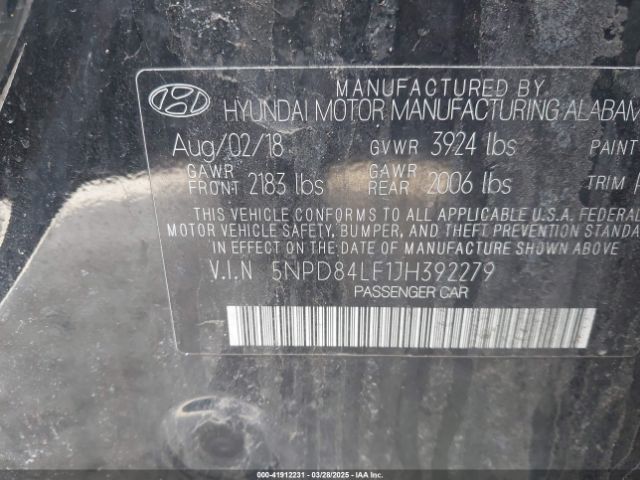 MANUFACTURED BY
HYUNDAI MOTOR MANUFACTURING ALABAM
Aug/02/18 GVWR 3924 lbs PAINT
GAWR FRONT 2183 lbs GAWR REAR 2006 lbs TRIM
THIS VEHICLE CONFORMS TO ALL APPLICABLE U.S.A. FEDERAL
MOTOR VEHICLE SAFETY, BUMPER, AND THEFT PREVENTION STANDA
IN EFFECT ON THE DATE OF MANUFACTURE SHOWN ABOVE
V.I.N 5NPD84LF1JH392279
PASSENGER CAR
000-41912231 - 03/28/2025 - IAAI.COM